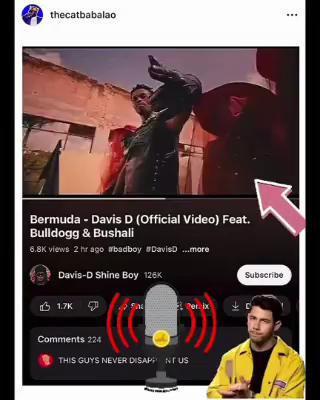 thecatbabalao
Bermuda - Davis D (Official Video) Feat.
Bulldogg & Bushali
6.8K views 2 hr ago #badboy #DavisD ...more
Davis-D Shine Boy 126K
Subscribe
1.7K
Comments 224
THIS GUYS NEVER DISAPP NT US